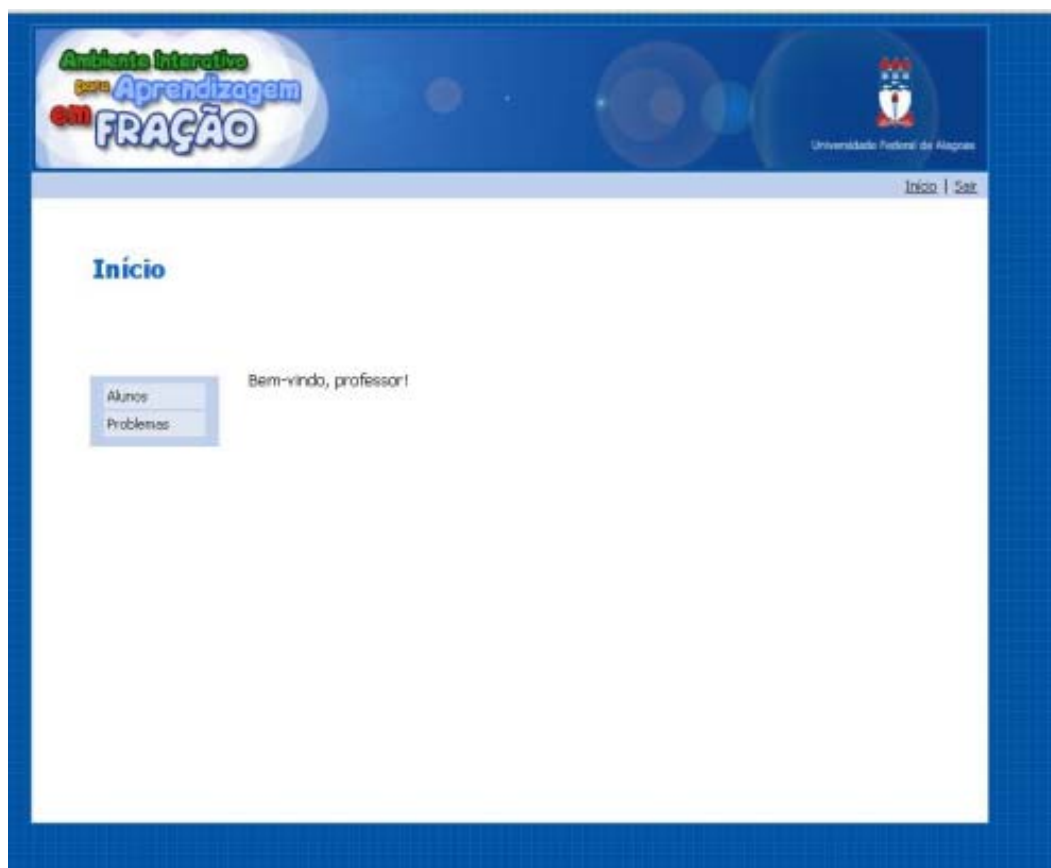 Ambiente Interativo
para Aprendizagem
em FRAÇÃO
Universidade Federal de Alagoas
Início | Sair
Início
Alunos
Problemas
Bem-vindo, professor!